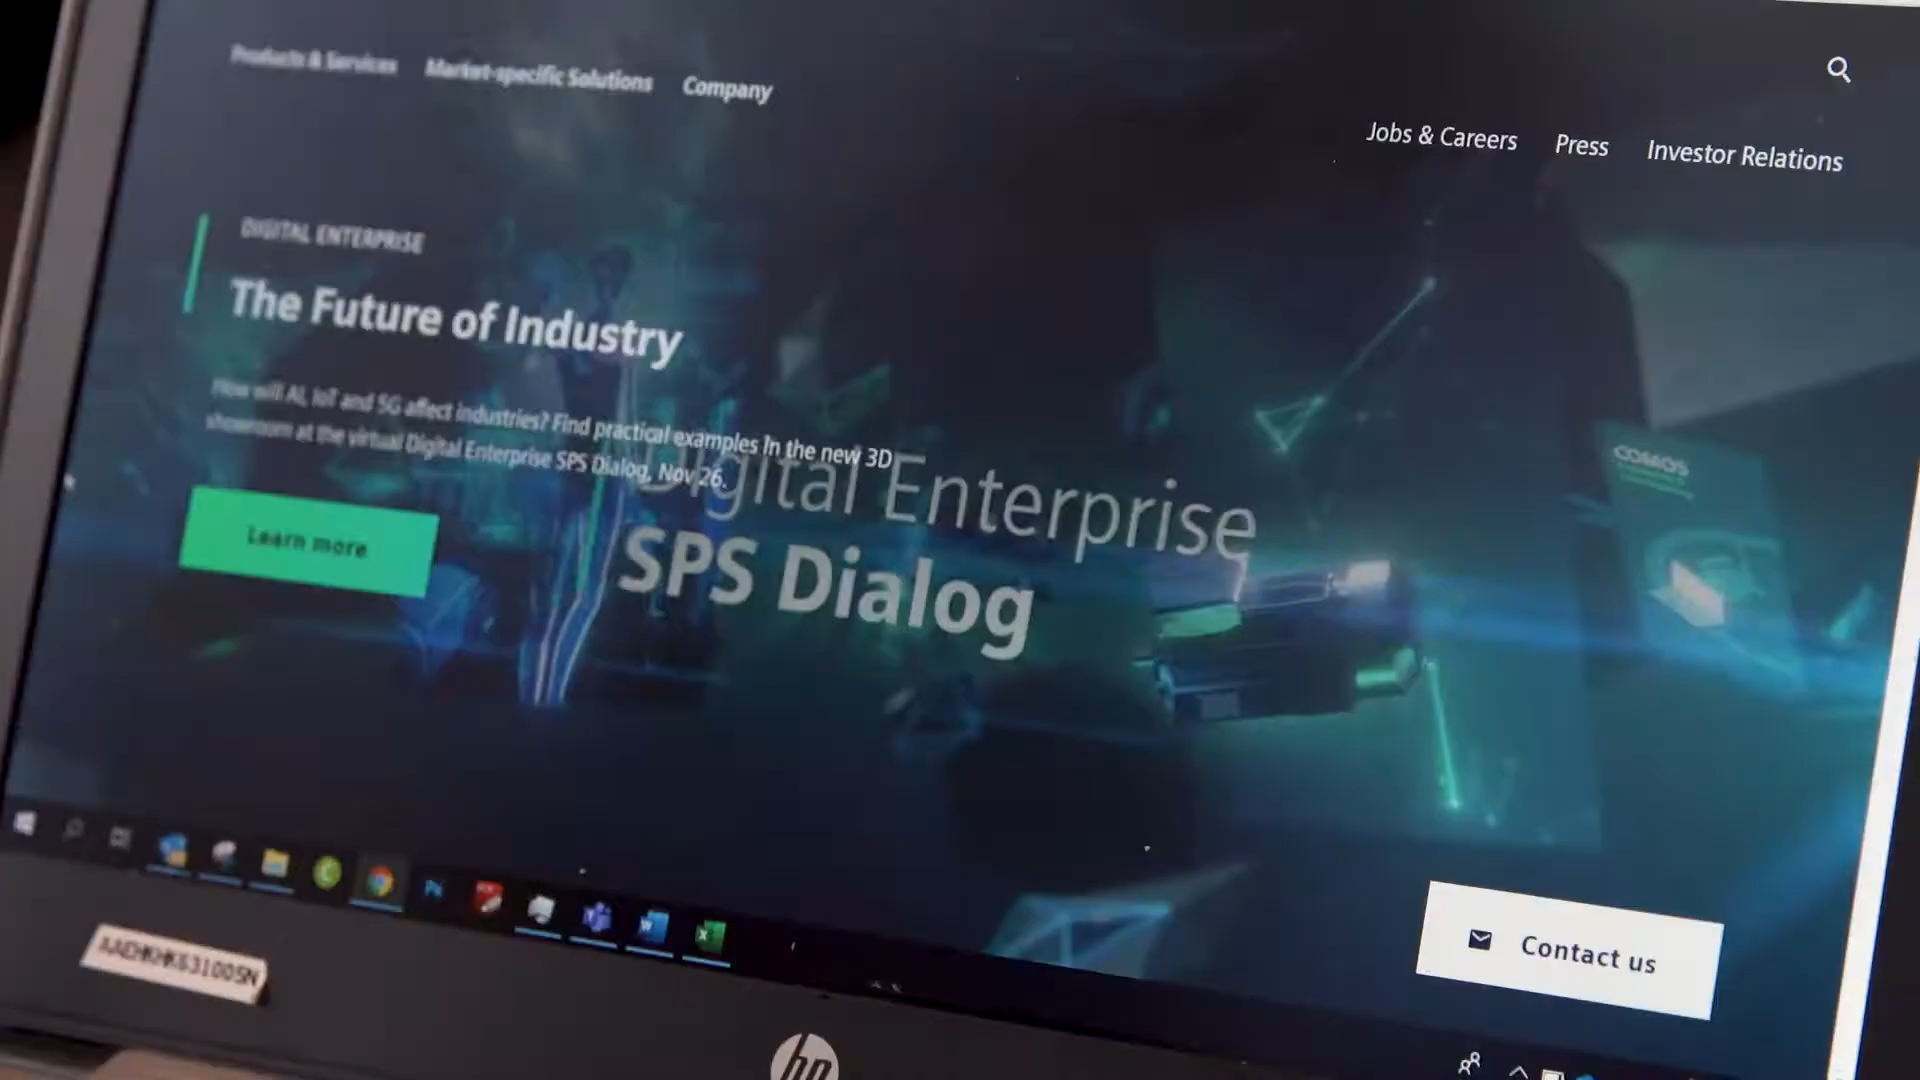 Products & Services Market-specific Solutions Company
Jobs & Careers Press Investor Relations
DIGITAL ENTERPRISE
The Future of Industry
How will AI, IoT and 5G affect industries? Find practical examples in the new 3D
showroom at the virtual Digital Enterprise SPS Dialog, Nov 26.
Digital Enterprise
SPS Dialog
Learn more
COMOS
Contact us
hp